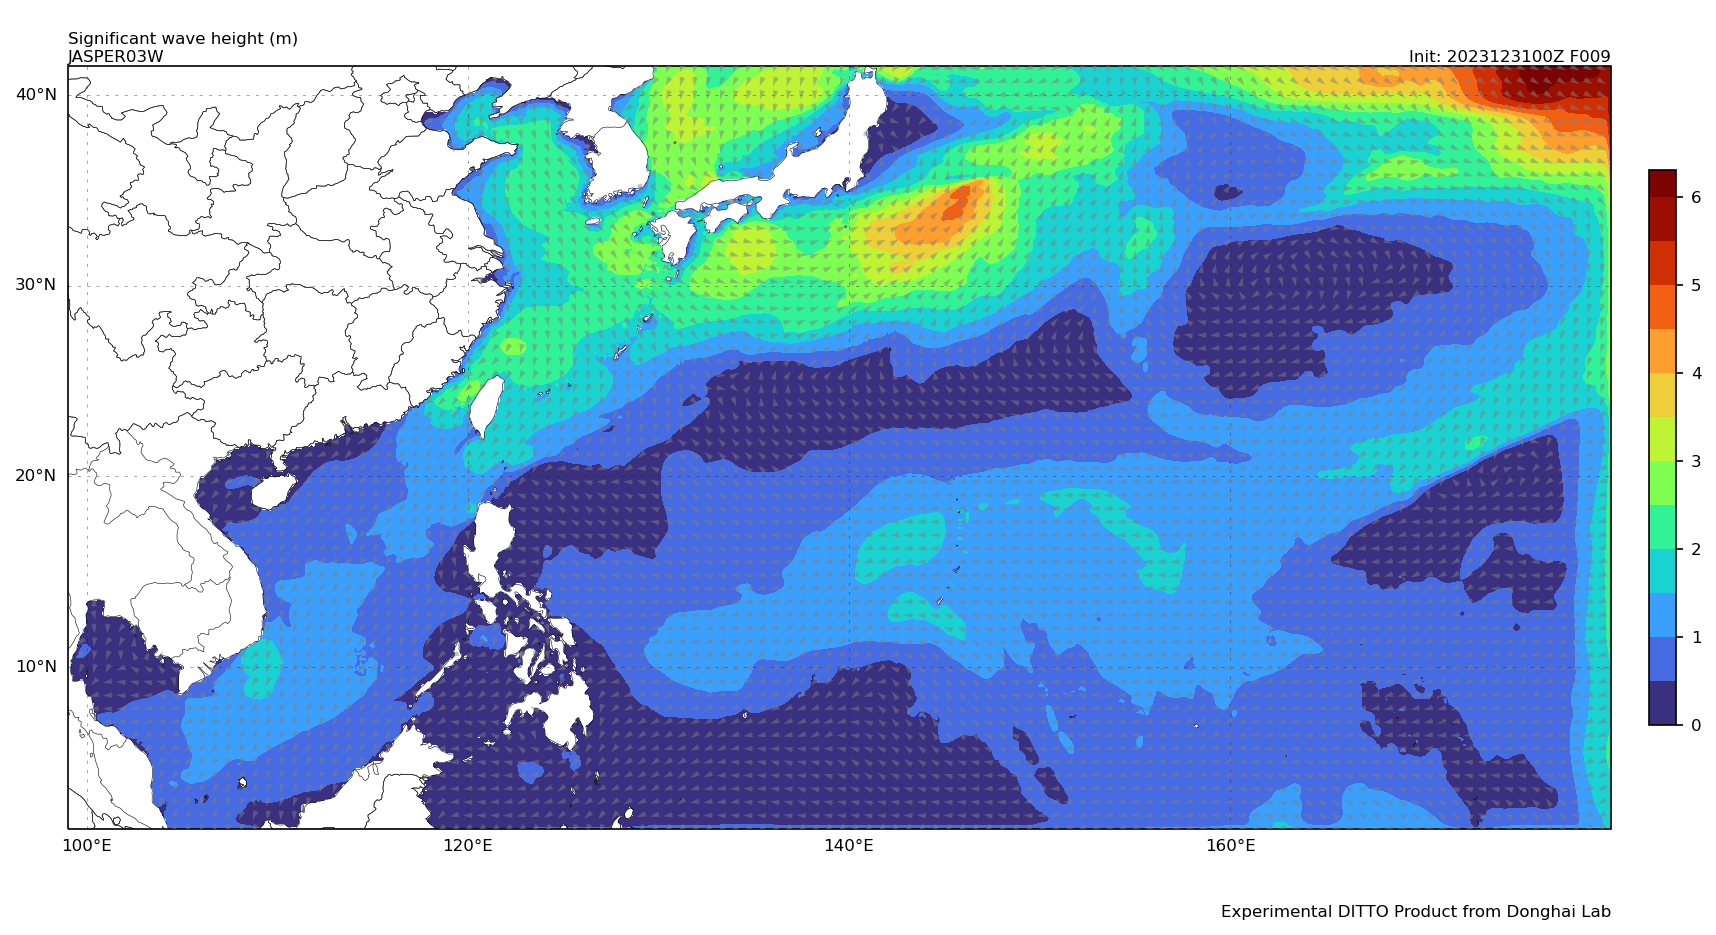 Significant wave height (m)
JASPER03W
Init: 2023123100Z F009
40°N
30°N
20°N
10°N
100°E
120°E
140°E
160°E
6
5
4
3
2
1
0
Experimental DITTO Product from Donghai Lab